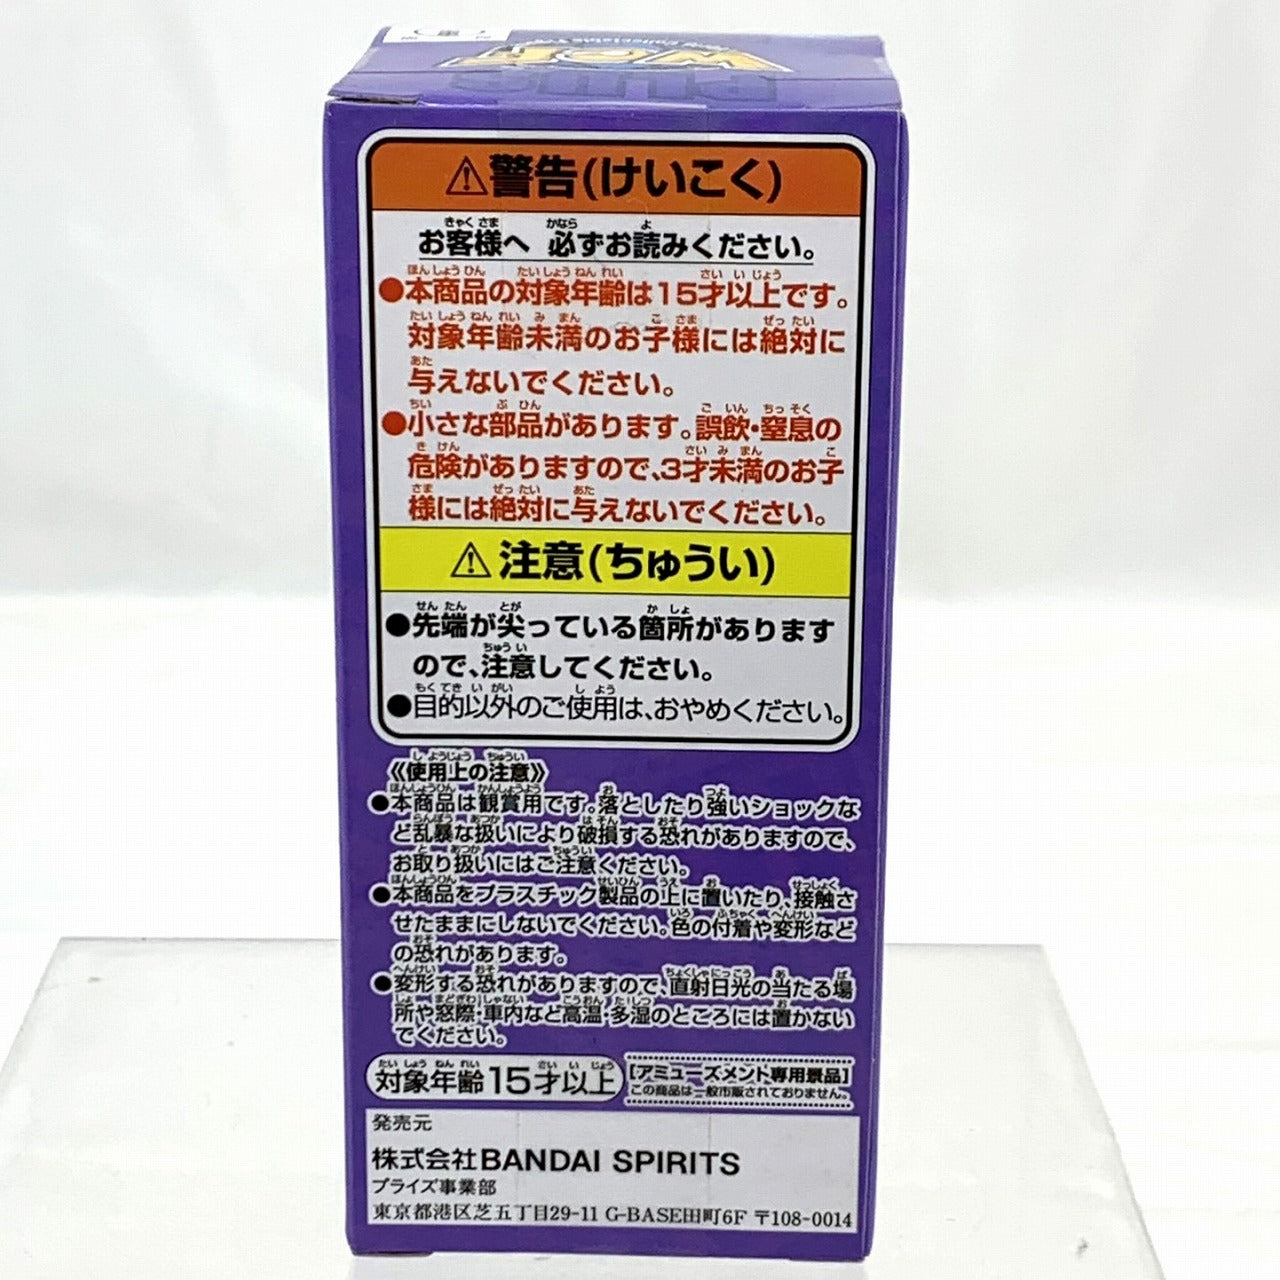 WCF
PLUS
⚠警告(けいこく)
お客様へ 必ずお読みください。
●本商品の対象年齢は15才以上です。
対象年齢未満のお子様には絶対に
与えないでください。
●小さな部品があります。誤飲・窒息の
危険がありますので、3才未満のお子
様には絶対に与えないでください。
⚠注意(ちゅうい)
●先端が尖っている箇所があります
ので、注意してください。
●目的以外のご使用は、おやめください。
《使用上の注意》
●本商品は観賞用です。落としたり強いショックな
ど乱暴な扱いにより破損する恐れがありますので、
お取り扱いにはご注意ください。
●本商品をプラスチック製品の上に置いたり、接触さ
せたままにしないでください。色の付着や変形など
の恐れがあります。
●変形する恐れがありますので、直射日光の当たる場
所や窓際・車内など高温・多湿のところには置かない
でください。
対象年齢15才以上
[アミューズメント専用景品]
この商品は一般市販されておりません。
発売元
株式会社BANDAI SPIRITS
プライズ事業部
東京都港区芝五丁目29-11 G-BASE田町6F 〒108-0014